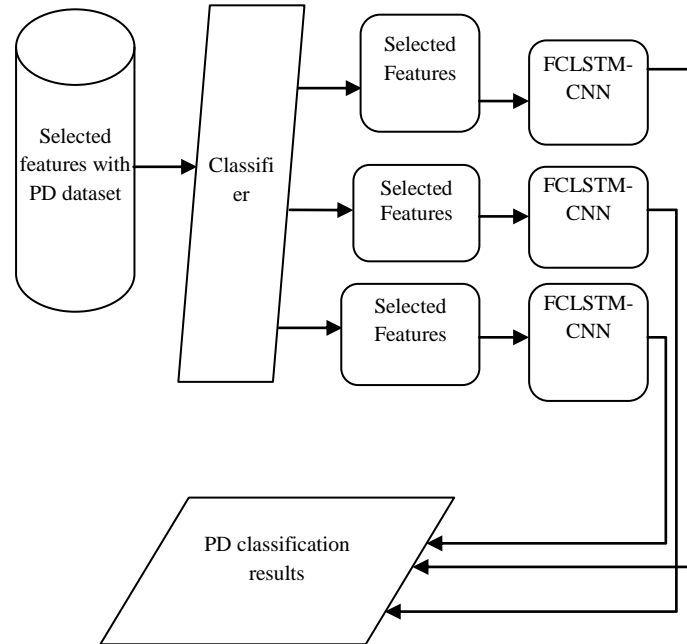 Selected
features with
PD dataset
Classifi
er
Selected
Features
FCLSTM-
CNN
Selected
Features
FCLSTM-
CNN
Selected
Features
FCLSTM-
CNN
PD classification
results